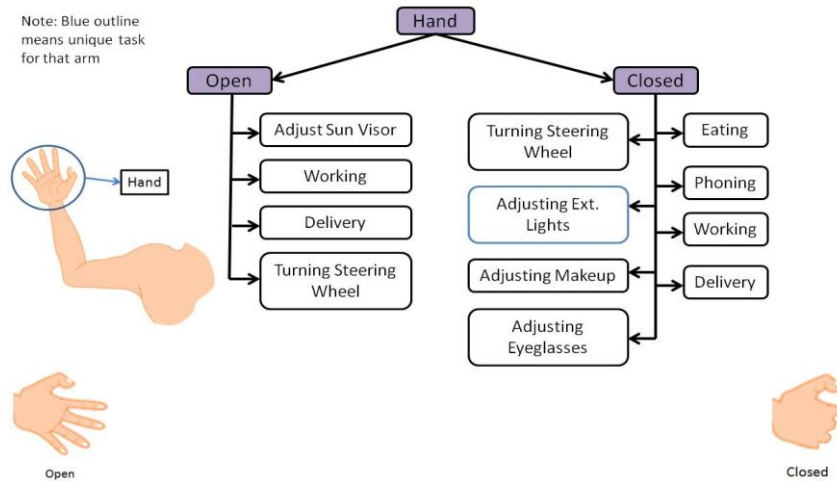 Note: Blue outline
means unique task
for that arm
Hand
Open
Closed
Adjust Sun Visor
Working
Delivery
Turning Steering
Wheel
Hand
Turning Steering
Wheel
Adjusting Ext.
Lights
Adjusting Makeup
Adjusting
Eyeglasses
Eating
Phoning
Working
Delivery
Open
Closed